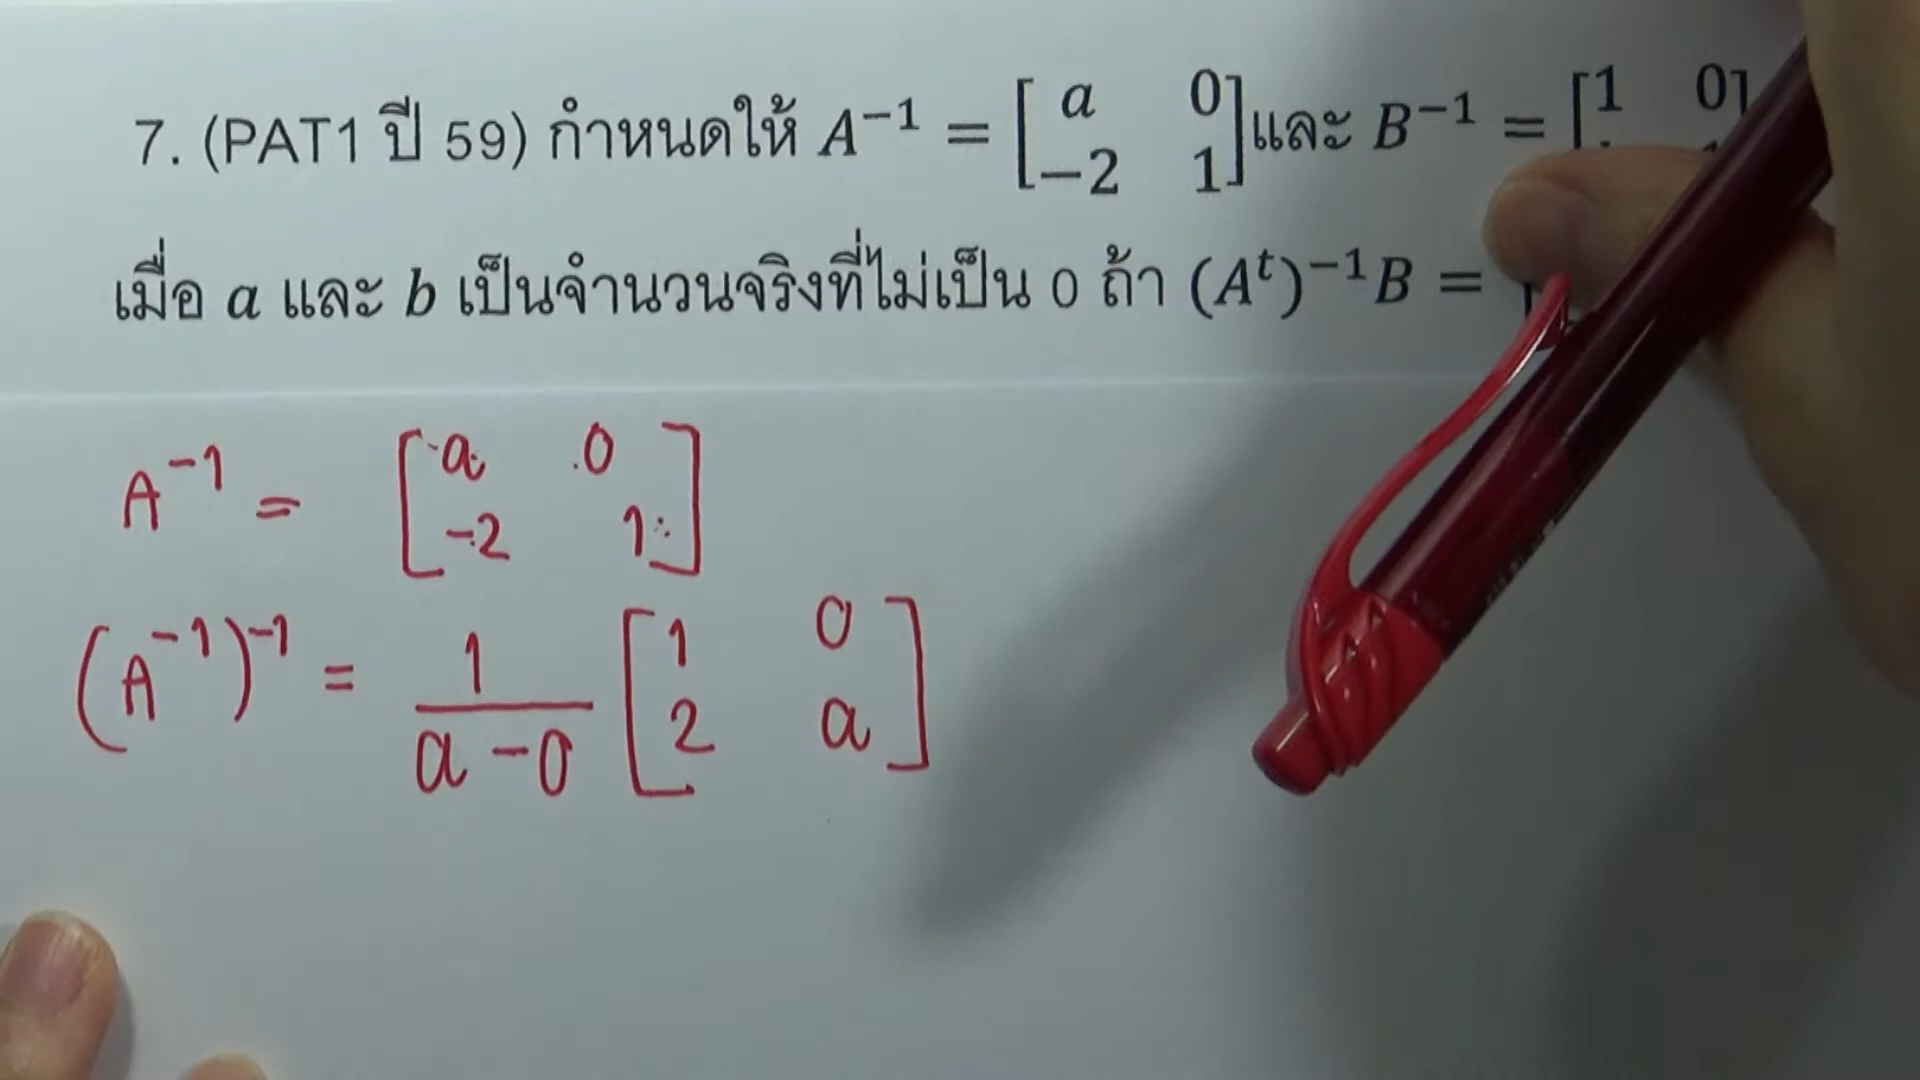 7. (PAT1 ปี 59) กำหนดให้ A⁻¹ = [a 0; -2 1] และ B⁻¹ = [1 0
เมื่อ a และ b เป็นจำนวนจริงที่ไม่เป็น 0 ถ้า (Aᵗ)⁻¹B =
A⁻¹ = [a 0; -2 1]
(A⁻¹)⁻¹ = 1/(a-0) [1 0; 2 a]